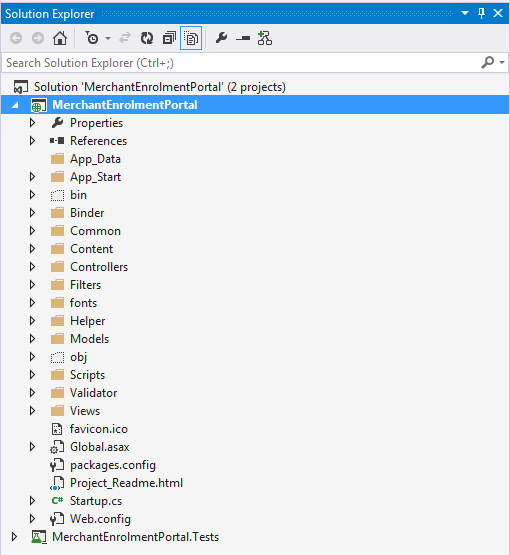 Solution Explorer
Search Solution Explorer (Ctrl+;)
Solution 'MerchantEnrolmentPortal' (2 projects)
MerchantEnrolmentPortal
Properties
References
App_Data
App_Start
bin
Binder
Common
Content
Controllers
Filters
fonts
Helper
Models
obj
Scripts
Validator
Views
favicon.ico
Global.asax
packages.config
Project_Readme.html
C# Startup.cs
Web.config
MerchantEnrolmentPortal.Tests